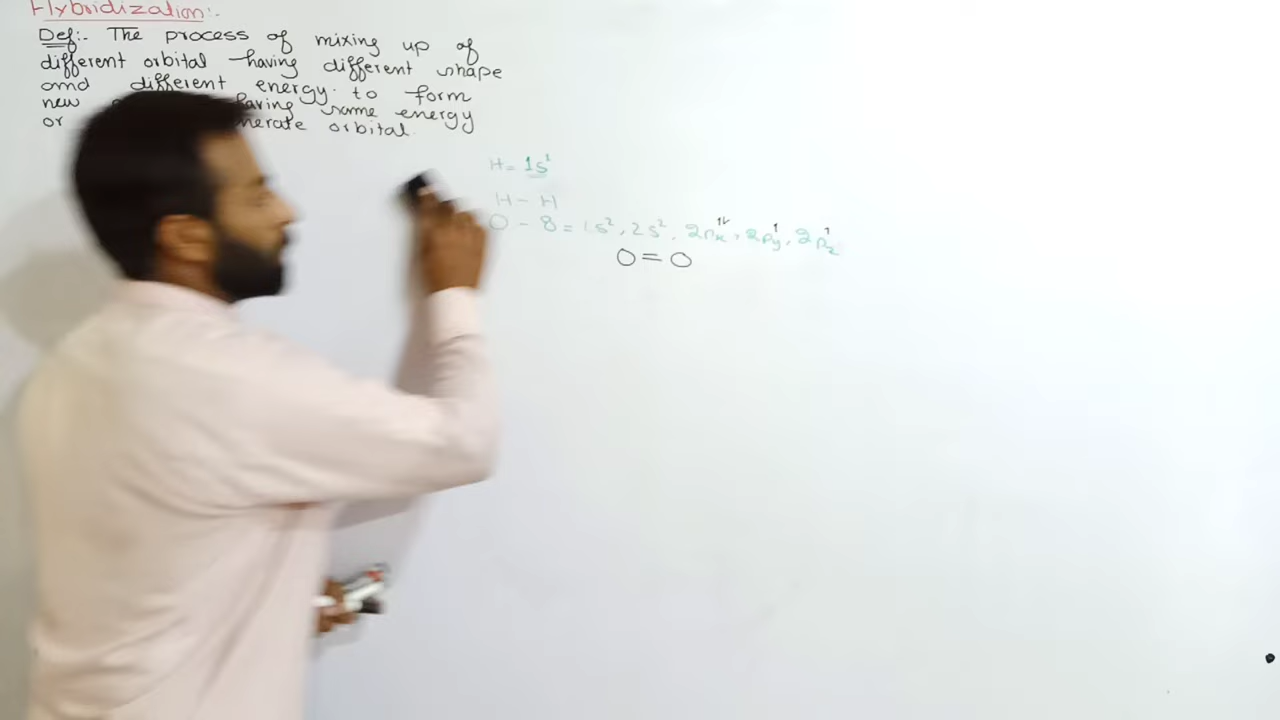 Hybridization:-
Def:- The process of mixing up of
different orbital having different shape
and different energy to form
new having same energy
or orbital.
H = 1s¹
H - H
O - 8 = 1s², 2s², 2px¹⇂, 2py¹, 2pz¹
O = O